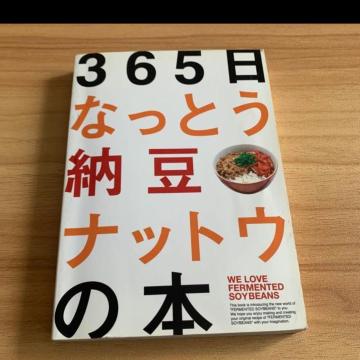 365日
なっとう
納豆
ナットウ
の本
WE LOVE
FERMENTED
SOYBEANS
This book is introducing the new world of
"FERMENTED SOYBEANS" to you.
We hope you enjoy making and creating
your original recipe of "FERMENTED
SOYBEANS" with your imagination.